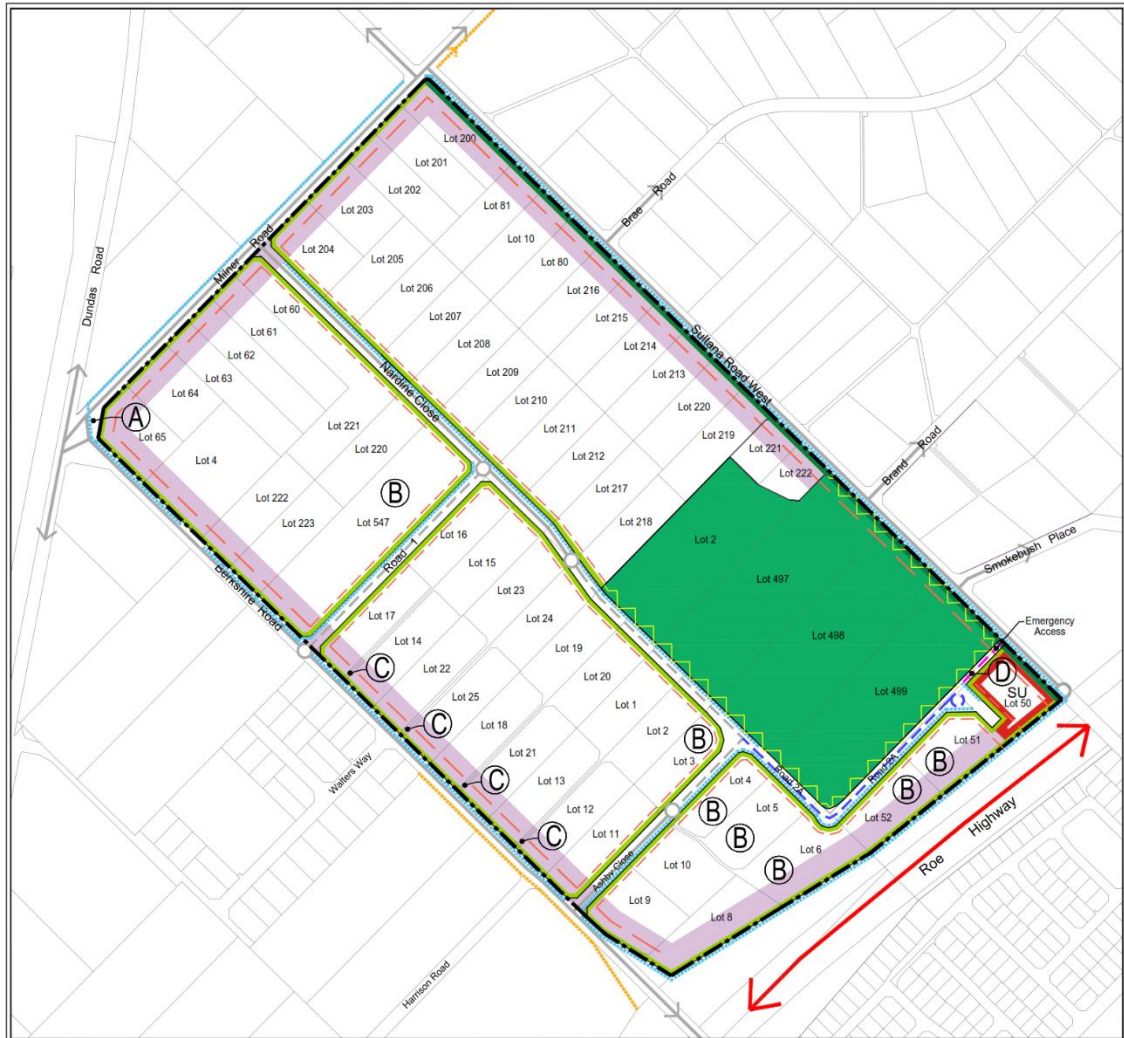 Lot 200
Lot 201
Lot 202
Lot 81
Lot 203
Lot 10
Brae Road
Lot 204
Milner Road
Lot 80
Lot 205
Dundas Road
Lot 206
Lot 216
Lot 60
Lot 207
Lot 215
Lot 61
Lot 208
Lot 214
Sultana Road West
Lot 62
Lot 209
Lot 213
Lot 63
Nardine Close
Lot 64
Lot 210
Lot 220
A
Lot 221
Lot 211
Lot 219
Lot 65
Lot 220
Lot 212
Lot 221
Brand Road
Lot 4
Lot 222
B
Lot 217
Lot 222
Lot 223
Lot 547
Lot 218
Lot 16
Lot 2
Road 1
Lot 15
Lot 497
Smokebush Place
Berkshire Road
Lot 23
Lot 17
Lot 24
Emergency
Access
Lot 14
Lot 19
Lot 498
C
Lot 22
Lot 20
D
Lot 25
Lot 1
Lot 499
SU
Lot 50
C
Lot 18
Lot 2
B
Lot 51
Lot 21
Lot 3
Walters Way
Lot 13
Lot 4
Road 2A
Road 2A
B
C
Lot 12
Lot 5
B
B
Lot 52
Roe Highway
C
Lot 11
B
Lot 6
Ashby Close
Lot 10
B
Lot 9
Lot 8
Harrison Road